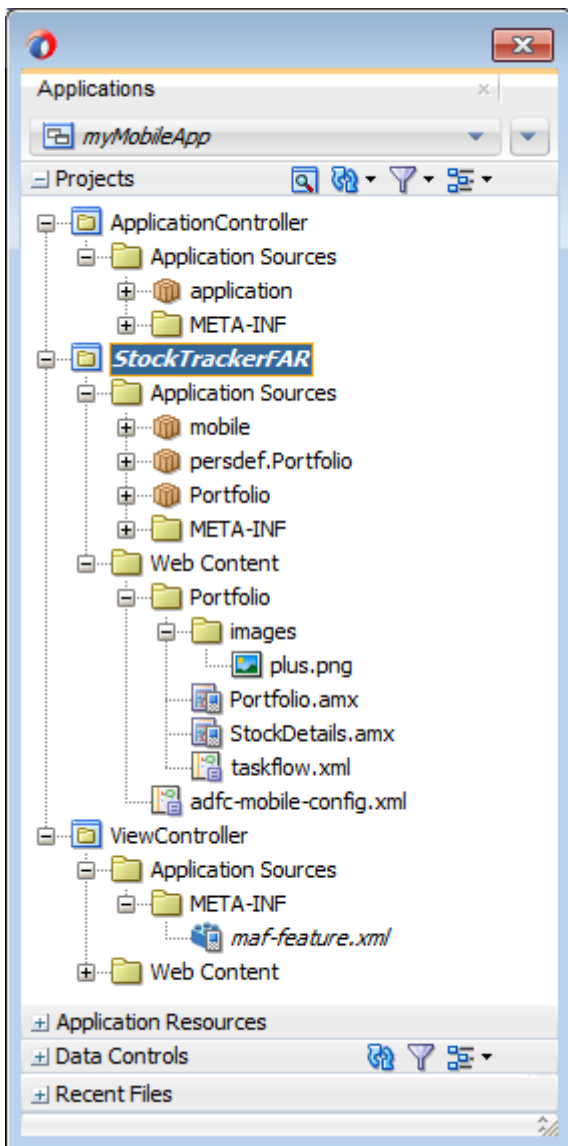 Applications
myMobileApp
Projects
ApplicationController
Application Sources
application
META-INF
StockTrackerFAR
Application Sources
mobile
persdef.Portfolio
Portfolio
META-INF
Web Content
Portfolio
images
plus.png
Portfolio.amx
StockDetails.amx
taskflow.xml
adfc-mobile-config.xml
ViewController
Application Sources
META-INF
maf-feature.xml
Web Content
Application Resources
Data Controls
Recent Files